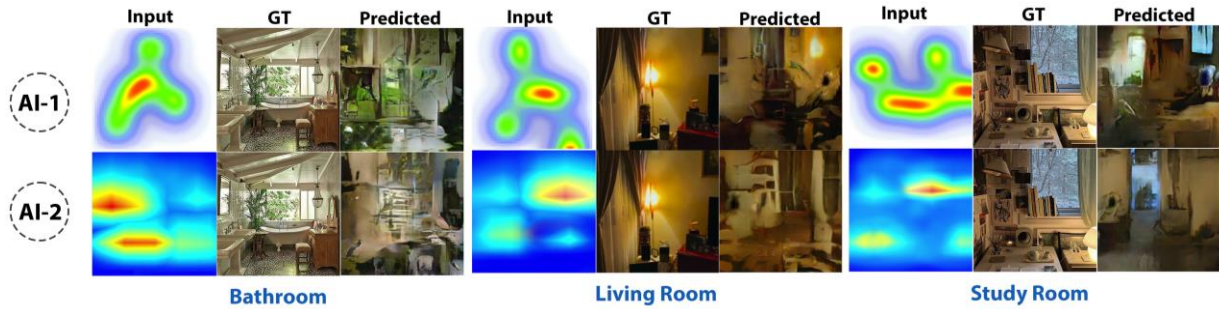 Input GT Predicted Input GT Predicted Input GT Predicted
AI-1
AI-2
Bathroom Living Room Study Room